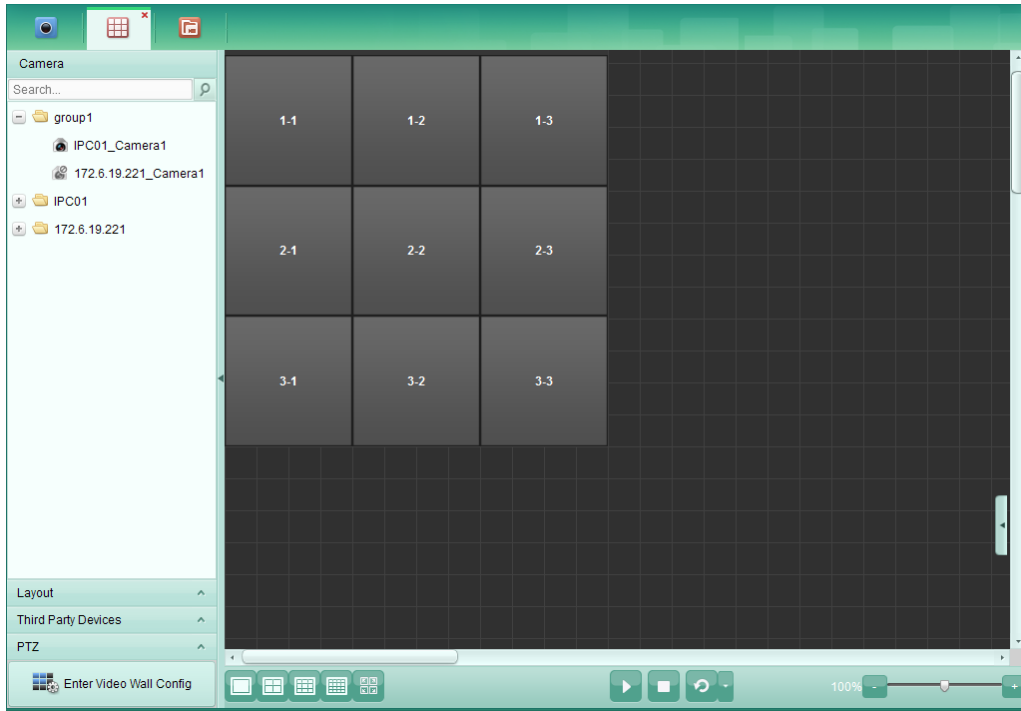 Camera
Search...
group1
IPC01_Camera1
172.6.19.221_Camera1
IPC01
172.6.19.221
1-1 1-2 1-3
2-1 2-2 2-3
3-1 3-2 3-3
Layout
Third Party Devices
PTZ
Enter Video Wall Config
100%